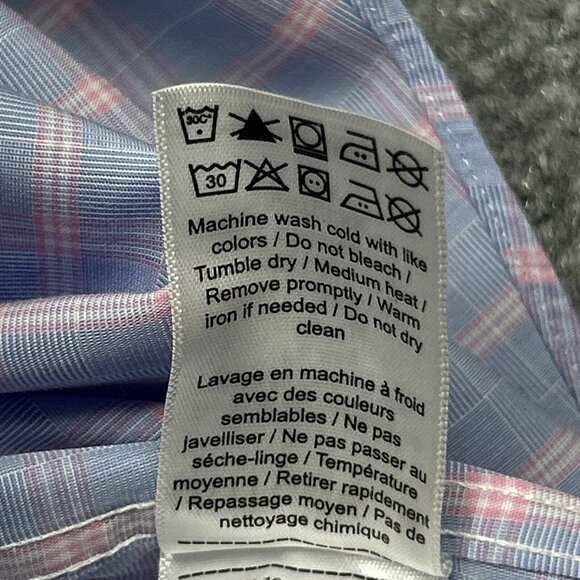 30C°
30
Machine wash cold with like
colors / Do not bleach /
Tumble dry / Medium heat /
Remove promptly / Warm
iron if needed / Do not dry
clean
Lavage en machine à froid
avec des couleurs
semblables / Ne pas
javelliser / Ne pas passer au
séche-linge / Température
moyenne / Retirer rapidement
/ Repassage moyen / Pas de
nettoyage chimique